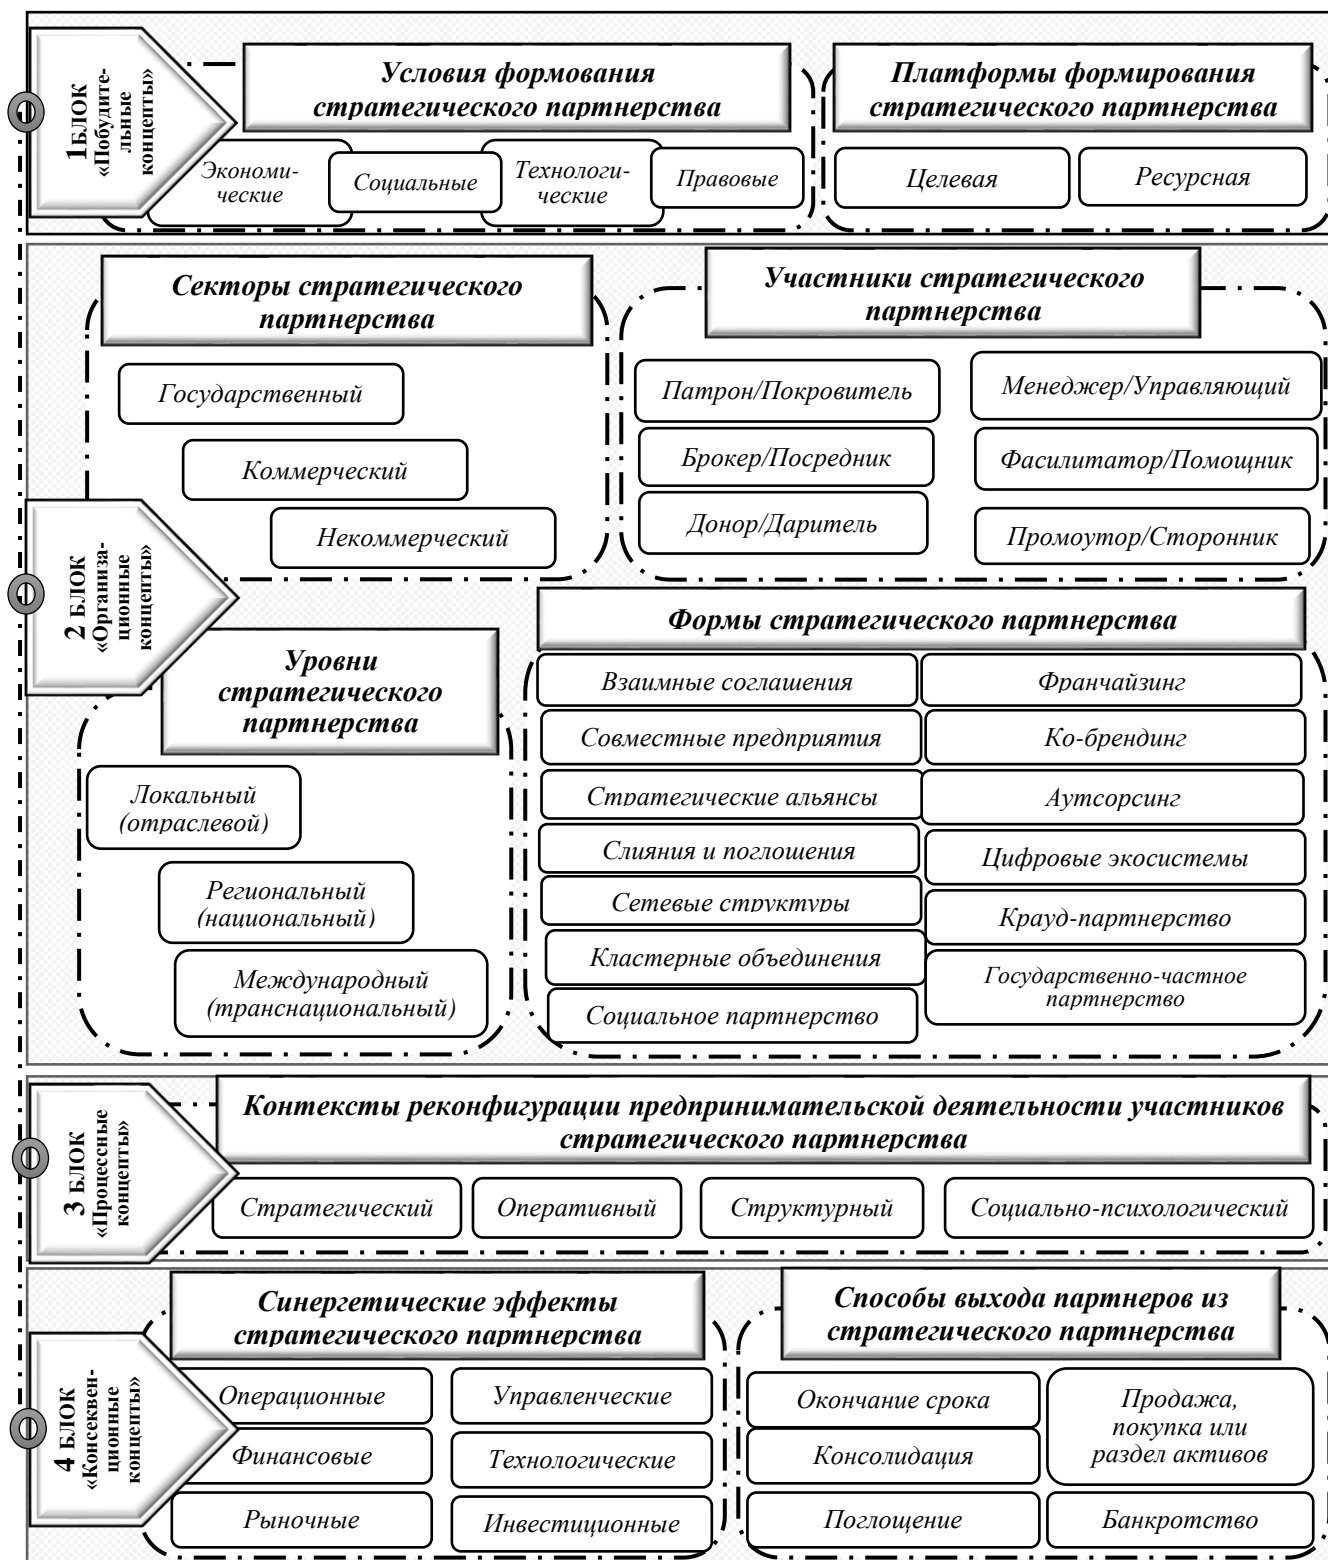 1БЛОК
«Побудите-
льные
концепты»
Условия формования
стратегического партнерства
Экономи-
ческие
Социальные
Технологи-
ческие
Правовые
Платформы формирования
стратегического партнерства
Целевая
Ресурсная
2 БЛОК
«Организа-
ционные
концепты»
Секторы стратегического
партнерства
Государственный
Коммерческий
Некоммерческий
Участники стратегического
партнерства
Патрон/Покровитель
Брокер/Посредник
Донор/Даритель
Менеджер/Управляющий
Фасилитатор/Помощник
Промоутор/Сторонник
Уровни
стратегического
партнерства
Локальный
(отраслевой)
Региональный
(национальный)
Международный
(транснациональный)
Формы стратегического партнерства
Взаимные соглашения
Совместные предприятия
Стратегические альянсы
Слияния и поглошения
Сетевые структуры
Кластерные объединения
Социальное партнерство
Франчайзинг
Ко-брендинг
Аутсорсинг
Цифровые экосистемы
Крауд-партнерство
Государственно-частное
партнерство
3 БЛОК
«Процессные
концепты»
Контексты реконфигурации предпринимательской деятельности участников
стратегического партнерства
Стратегический
Оперативный
Структурный
Социально-психологический
4 БЛОК
«Консеквен-
ционные
концепты»
Синергетические эффекты
стратегического партнерства
Операционные
Финансовые
Рыночные
Управленческие
Технологические
Инвестиционные
Способы выхода партнеров из
стратегического партнерства
Окончание срока
Консолидация
Поглощение
Продажа,
покупка или
раздел активов
Банкротство